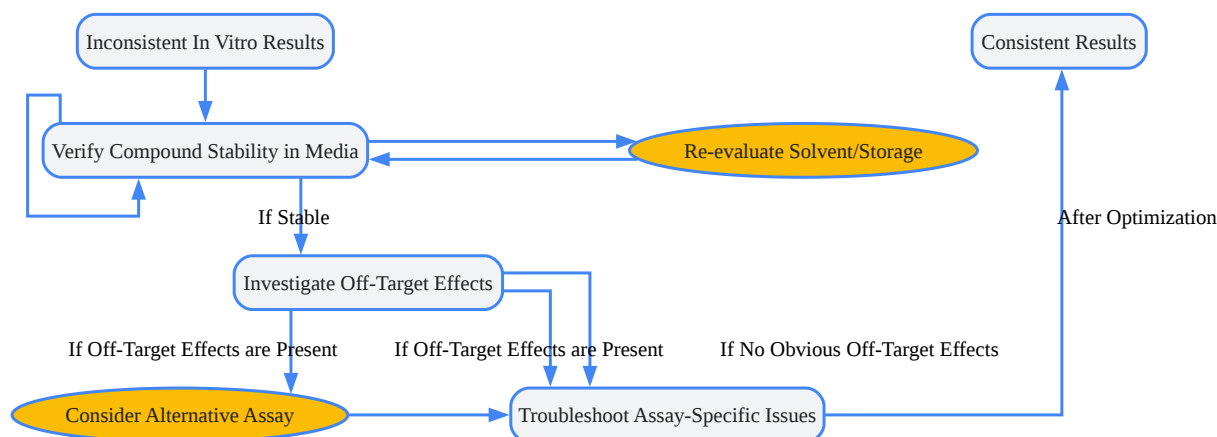 Inconsistent In Vitro Results
Consistent Results
Verify Compound Stability in Media
Re-evaluate Solvent/Storage
If Stable
After Optimization
Investigate Off-Target Effects
If Off-Target Effects are Present
If Off-Target Effects are Present
If No Obvious Off-Target Effects
Consider Alternative Assay
Troubleshoot Assay-Specific Issues